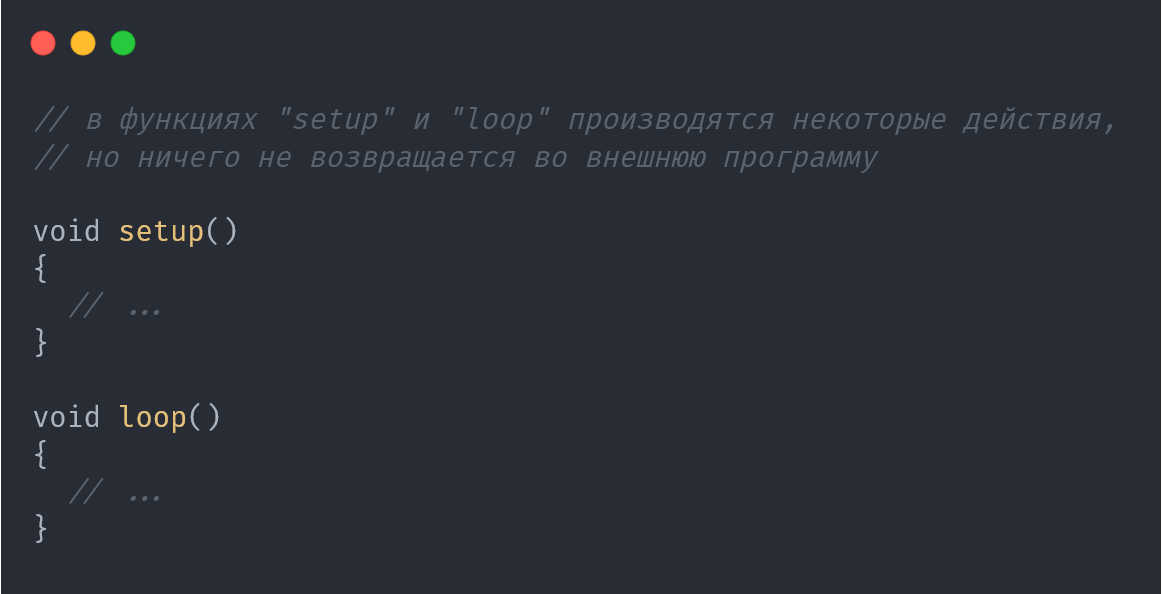 // в функциях "setup" и "loop" производятся некоторые действия,
// но ничего не возвращается во внешнюю программу
void setup()
{
// ...
}
void loop()
{
// ...
}